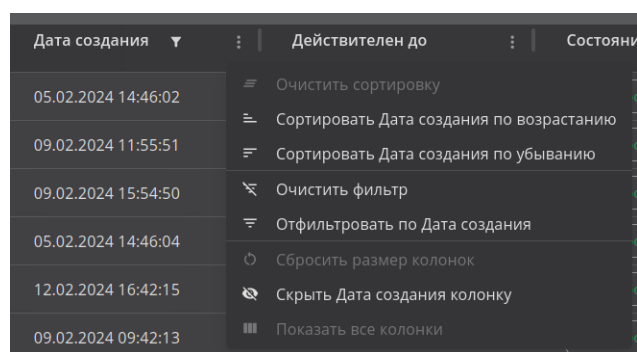 Дата создания
Действителен до
05.02.2024 14:46:02
09.02.2024 11:55:51
09.02.2024 15:54:50
05.02.2024 14:46:04
12.02.2024 16:42:15
09.02.2024 09:42:13
Очистить сортировку
Сортировать Дата создания по возрастанию
Сортировать Дата создания по убыванию
Очистить фильтр
Отфильтровать по Дата создания
Сбросить размер колонок
Скрыть Дата создания колонку
Показать все колонки